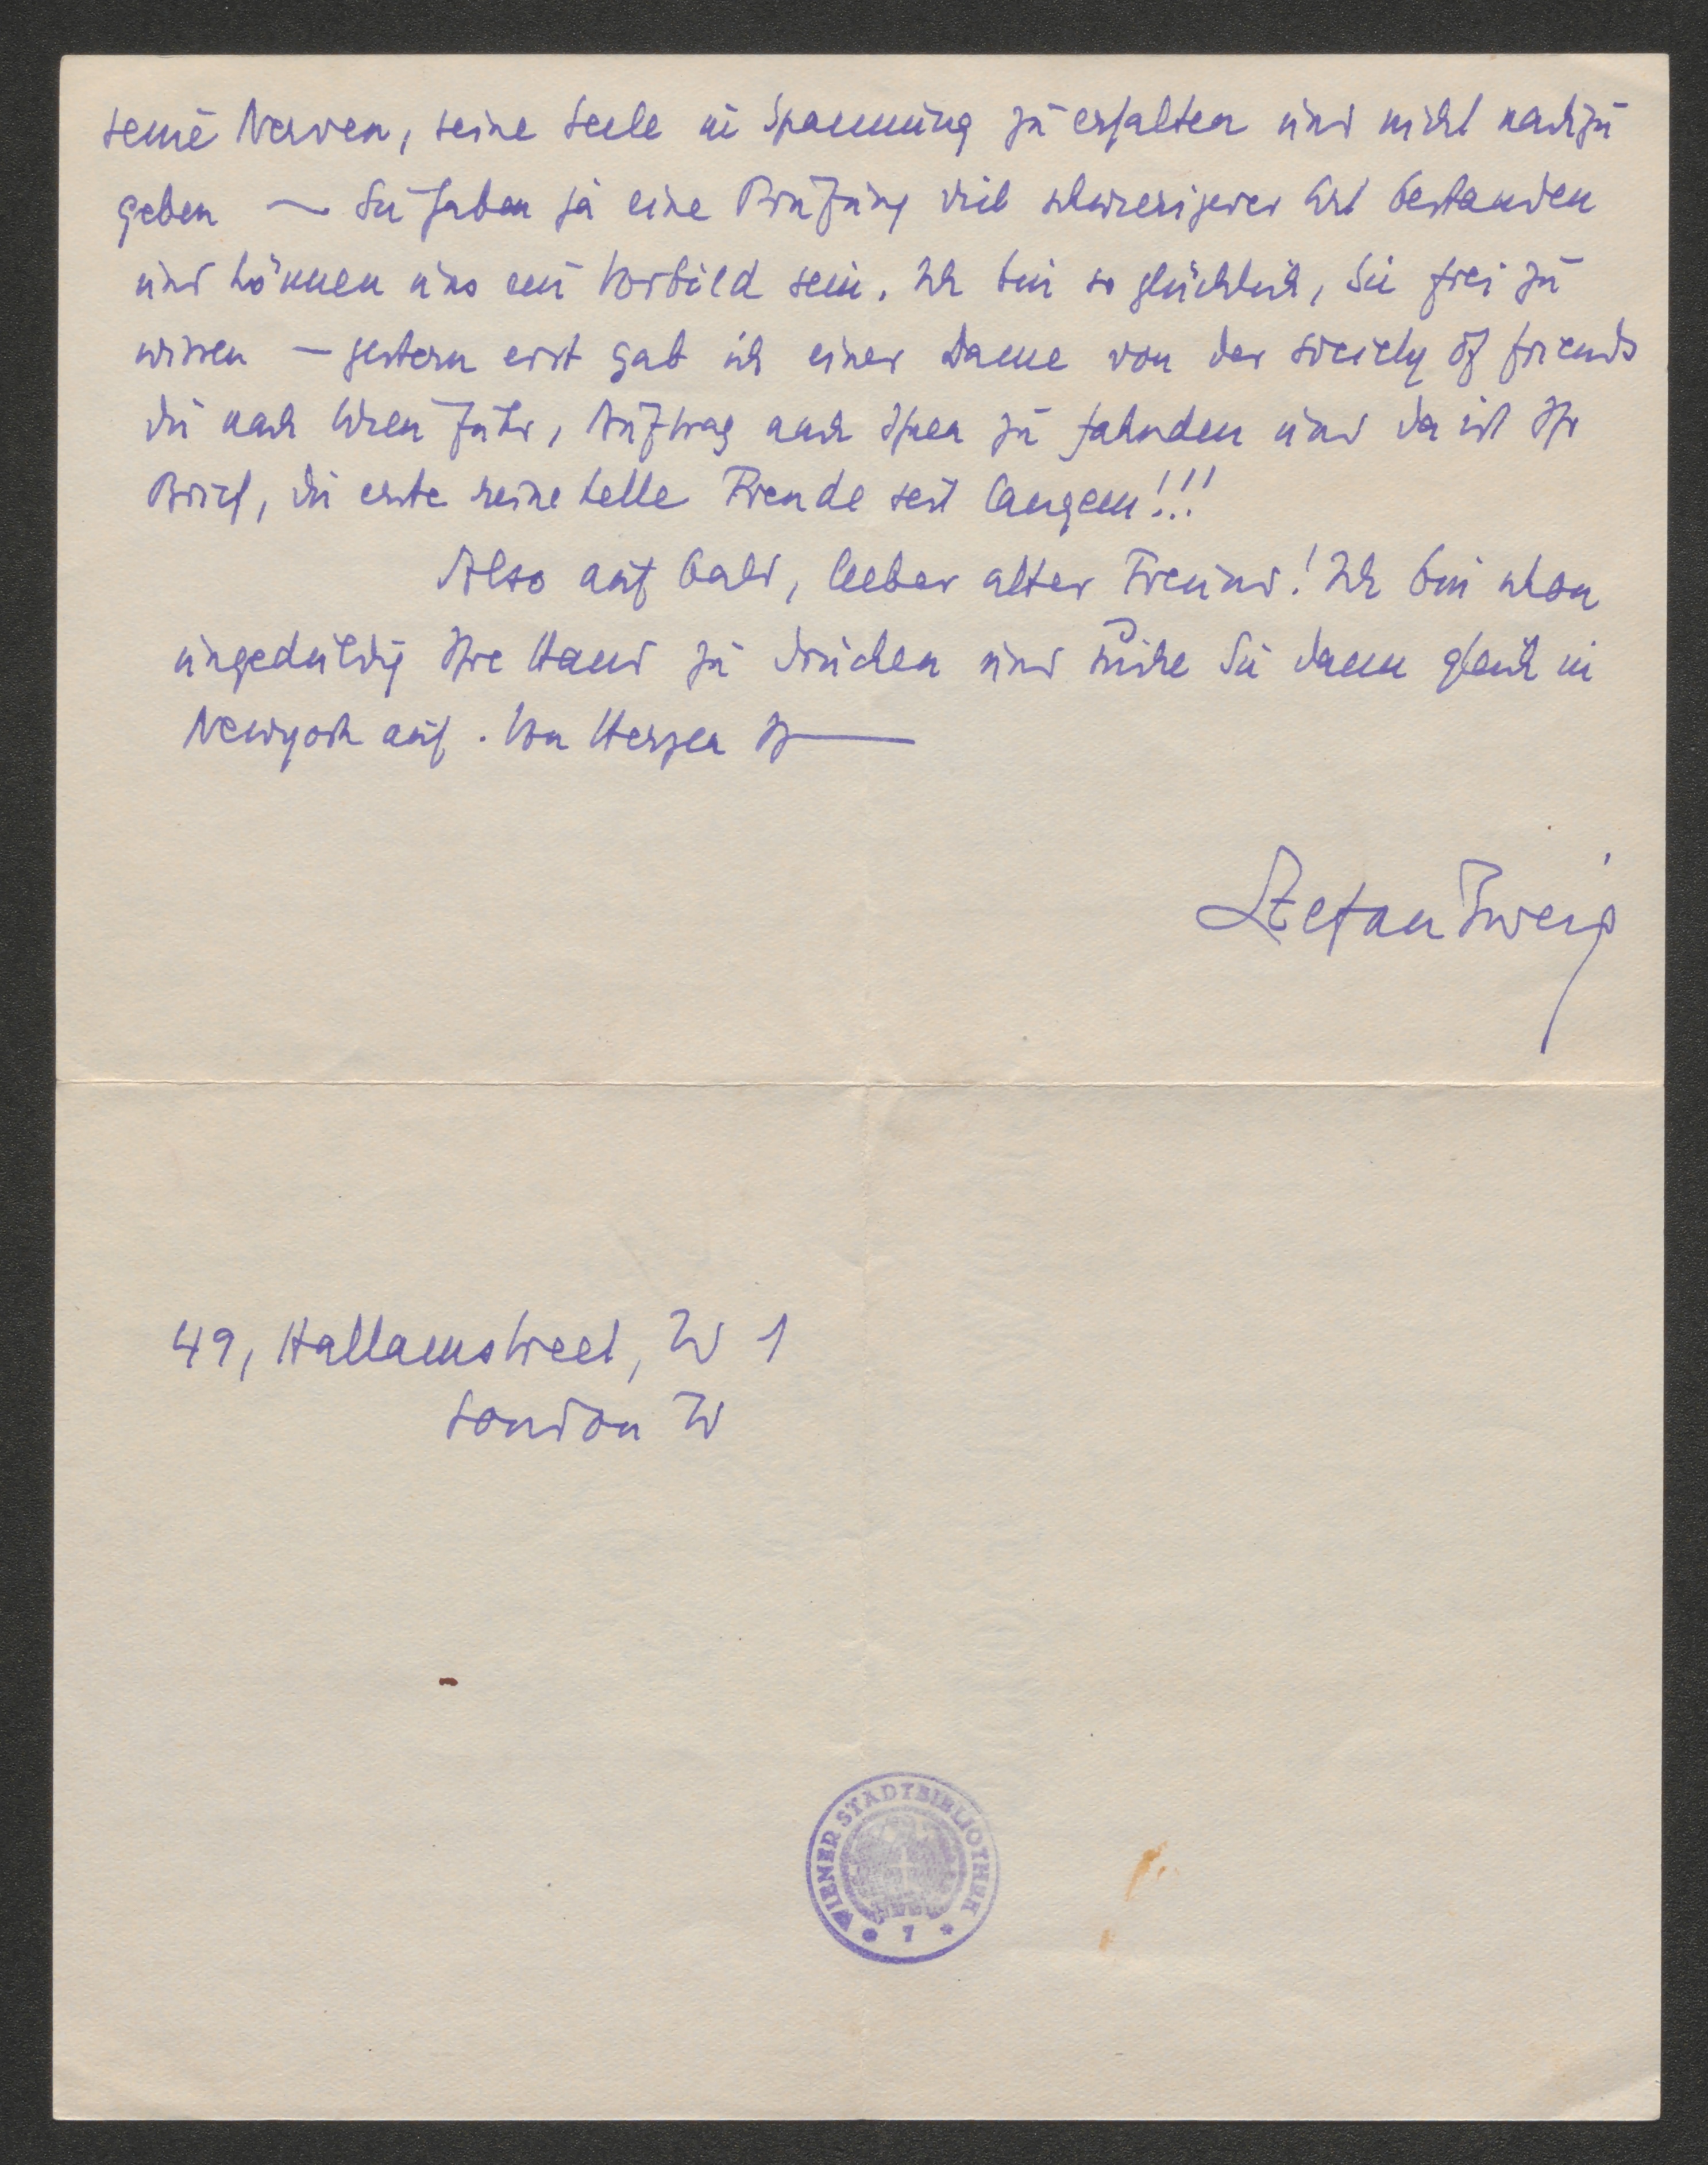 seine Nerven, seine Seele in Spannung zu erhalten und nicht nachzu
geben — Sie haben ja eine Prüfung viel schwierigerer Art bestanden
und können uns ein Vorbild sein. Ich bin so glücklich, Sie frei zu
wissen — gestern erst gab ich einer Dame von der society of friends
die nach Wien fuhr, Auftrag nach Ihnen zu fahnden und da ist Ihr
Brief, die erste reine helle Freude seit langem!!!
Also auf bald, lieber alter Freund! Ich bin schon
ungeduldig Ihre Hand zu drücken und suche Sie dann gleich in
Newyork auf. Von Herzen Ihr
Stefan Zweig
49, Hallamstreet, W 1
London W
WIENER STADTBIBLIOTHEK
* 7 *